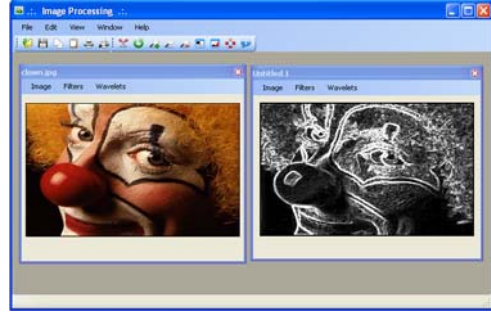 .:. Image Processing .:.
File Edit View Window Help
clown.jpg
Image Filters Wavelets
Untitled 1
Image Filters Wavelets